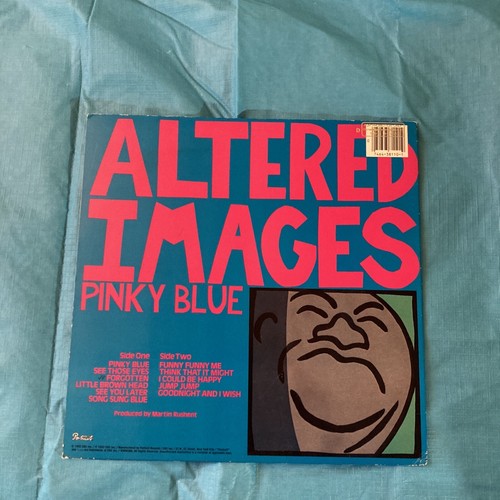 ALTERED
IMAGES
PINKY BLUE
Side One
PINKY BLUE
SEE THOSE EYES
FORGOTTEN
LITTLE BROWN HEAD
SEE YOU LATER
SONG SUNG BLUE
Side Two
FUNNY FUNNY ME
THINK THAT IT MIGHT
I COULD BE HAPPY
JUMP JUMP
GOODNIGHT AND I WISH
Produced by Martin Rushent
Portrait